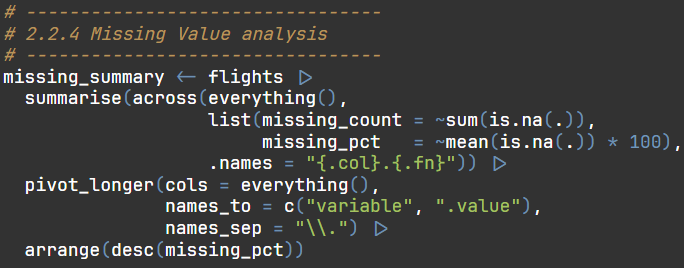 # ---------------------------------
# 2.2.4 Missing Value analysis
# ---------------------------------
missing_summary <- flights |>
  summarise(across(everything(),
                   list(missing_count = ~sum(is.na(.)),
                        missing_pct   = ~mean(is.na(.)) * 100),
                   .names = "{.col}.{.fn}")) |>
  pivot_longer(cols = everything(),
               names_to = c("variable", ".value"),
               names_sep = "\\.") |>
  arrange(desc(missing_pct))